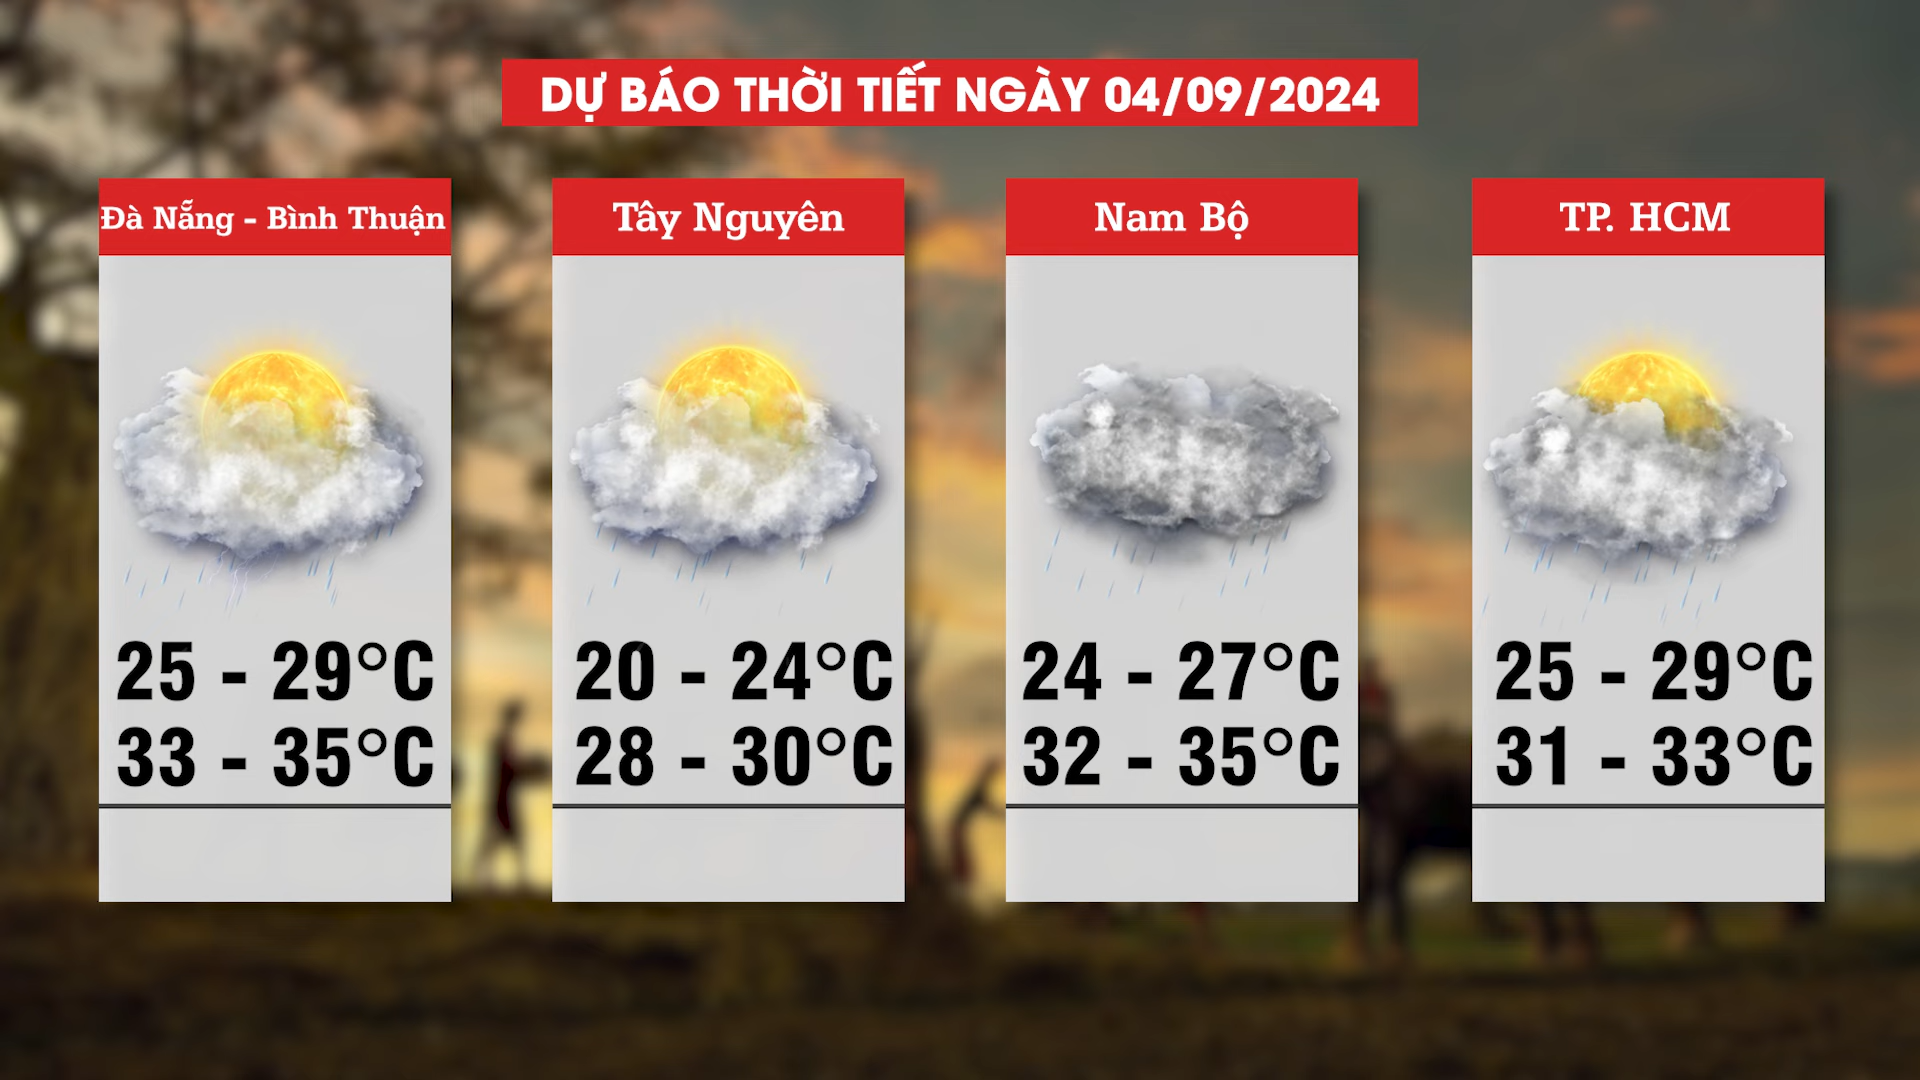 DỰ BÁO THỜI TIẾT NGÀY 04/09/2024
Đà Nẵng - Bình Thuận
25 - 29°C
33 - 35°C
Tây Nguyên
20 - 24°C
28 - 30°C
Nam Bộ
24 - 27°C
32 - 35°C
TP. HCM
25 - 29°C
31 - 33°C